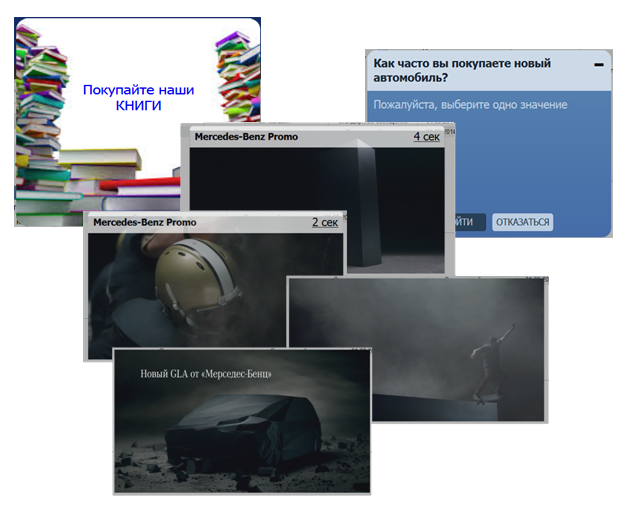 Покупайте наши
КНИГИ
Как часто вы покупаете новый
автомобиль?
Пожалуйста, выберите одно значение
ОТКАЗАТЬСЯ
Mercedes-Benz Promo
4 сек
Mercedes-Benz Promo
2 сек
Новый GLA от «Мерседес-Бенц»